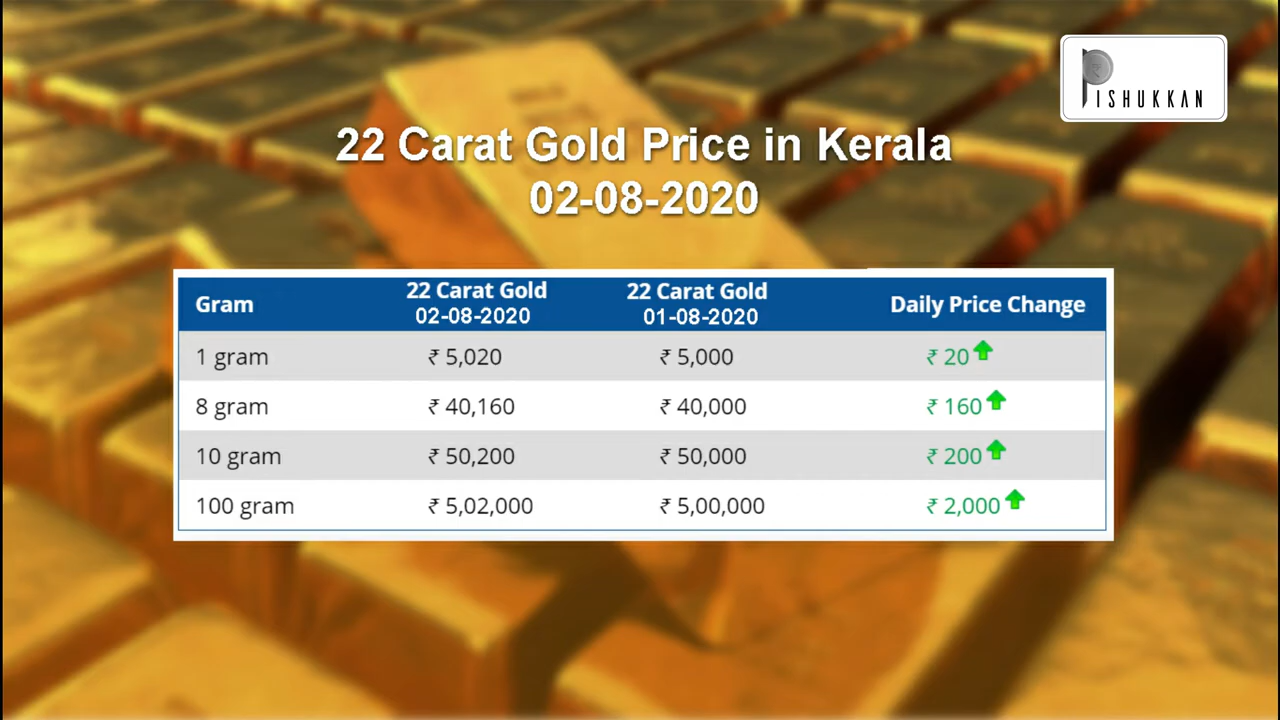 PISHUKKAN
22 Carat Gold Price in Kerala
02-08-2020
Gram 22 Carat Gold 02-08-2020 22 Carat Gold 01-08-2020 Daily Price Change
1 gram ₹ 5,020 ₹ 5,000 ₹ 20
8 gram ₹ 40,160 ₹ 40,000 ₹ 160
10 gram ₹ 50,200 ₹ 50,000 ₹ 200
100 gram ₹ 5,02,000 ₹ 5,00,000 ₹ 2,000